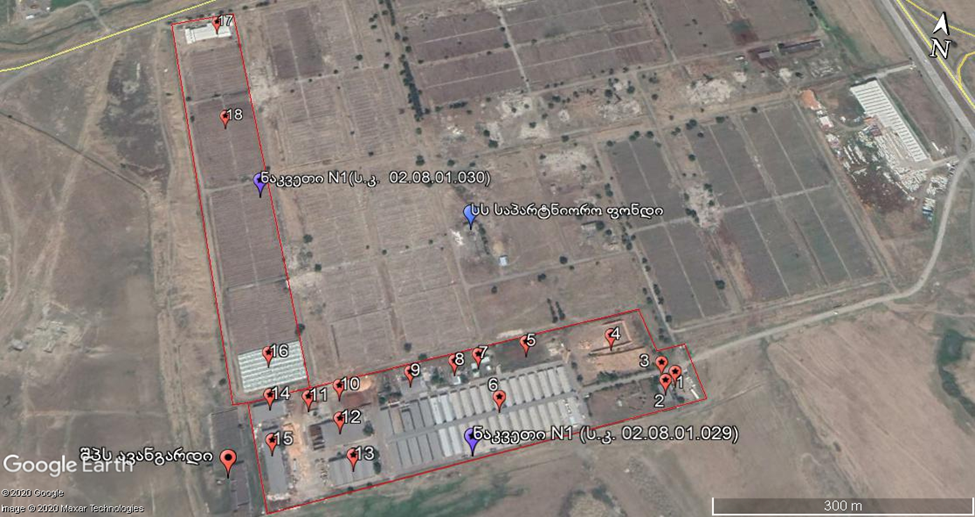 17
N
18
ნაკვეთი N1(ს.კ. 02.08.01.030)
სს საპარტნიორო ფონდი
5
4
3
16
7
8
9
1
10
6
2
14
11
12
ნაკვეთი N1 (ს.კ. 02.08.01.029)
15
13
შპს ავანგარდი
Google Earth
© 2020 Google
Image © 2020 Maxar Technologies
300 m